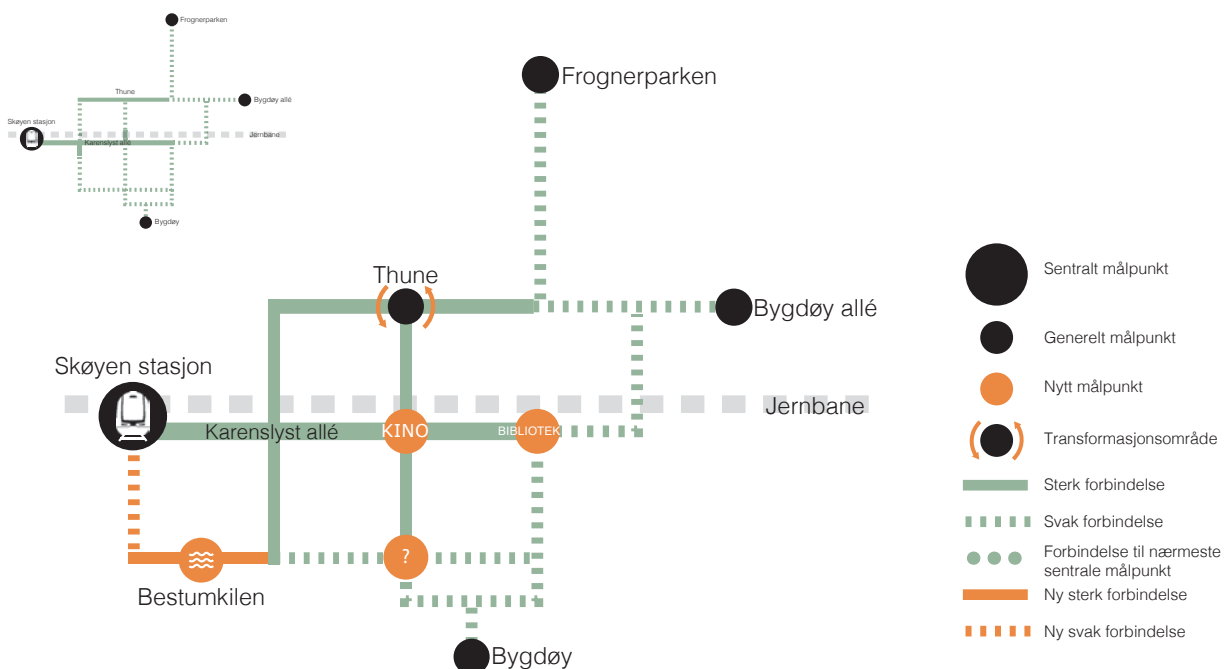 Frognerparken
Thune
Bygdøy allé
Skøyen stasjon
Jernbane
Karenslyst allé
Bygdøy
Frognerparken
Thune
Bygdøy allé
Skøyen stasjon
Jernbane
Karenslyst allé
KINO
BIBLIOTEK
?
Bestumkilen
Bygdøy
Sentralt målpunkt
Generelt målpunkt
Nytt målpunkt
Transformasjonsområde
Sterk forbindelse
Svak forbindelse
Forbindelse til nærmeste
sentrale målpunkt
Ny sterk forbindelse
Ny svak forbindelse